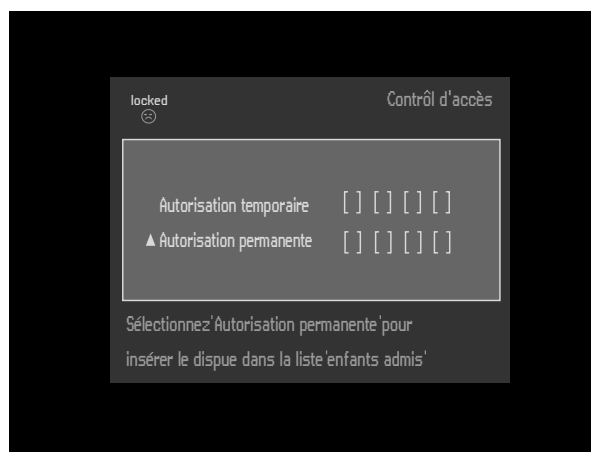 locked
Contrôl d'accès
Autorisation temporaire [ ] [ ] [ ] [ ]
▲ Autorisation permanente [ ] [ ] [ ] [ ]
Sélectionnez'Autorisation permanente'pour
insérer le dispue dans la liste'enfants admis'